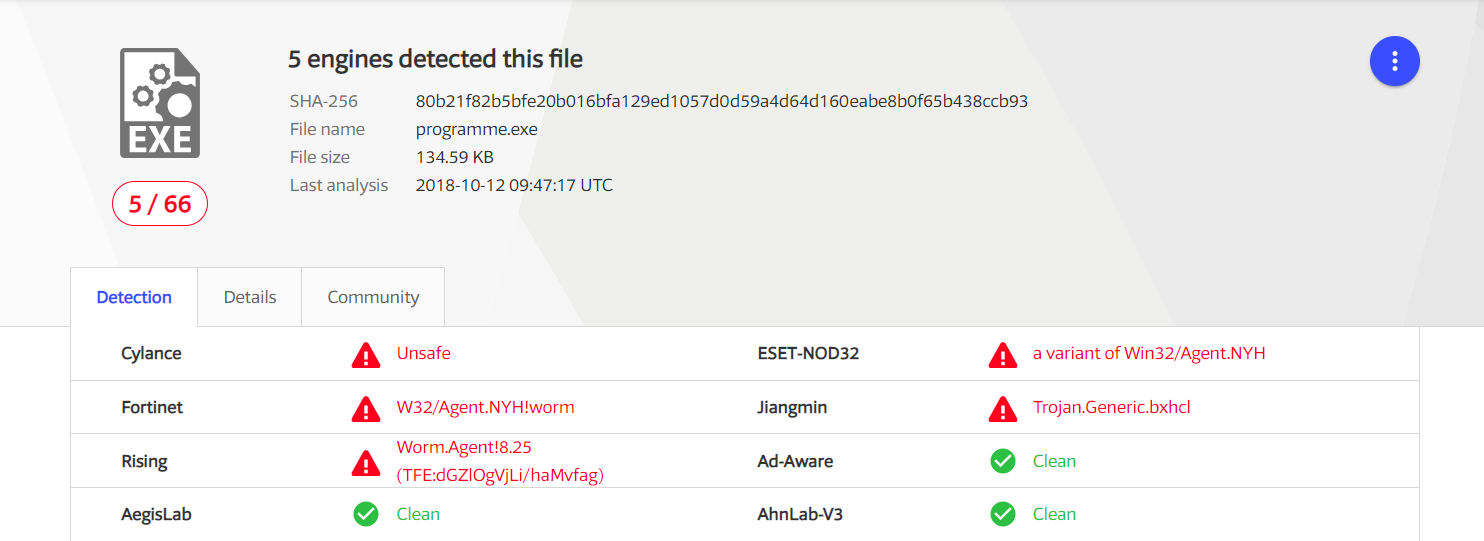 5 engines detected this file
SHA-256 80b21f82b5bfe20b016bfa129ed1057d0d59a4d64d160eabe8b0f65b438ccb93
File name programme.exe
File size 134.59 KB
Last analysis 2018-10-12 09:47:17 UTC
EXE
5 / 66
Detection Details Community
Cylance Unsafe ESET-NOD32 a variant of Win32/Agent.NYH
Fortinet W32/Agent.NYH!worm Jiangmin Trojan.Generic.bxhcl
Rising Worm.Agent!8.25 (TFE:dGZlOgVjLi/haMvfag) Ad-Aware Clean
AegisLab Clean AhnLab-V3 Clean